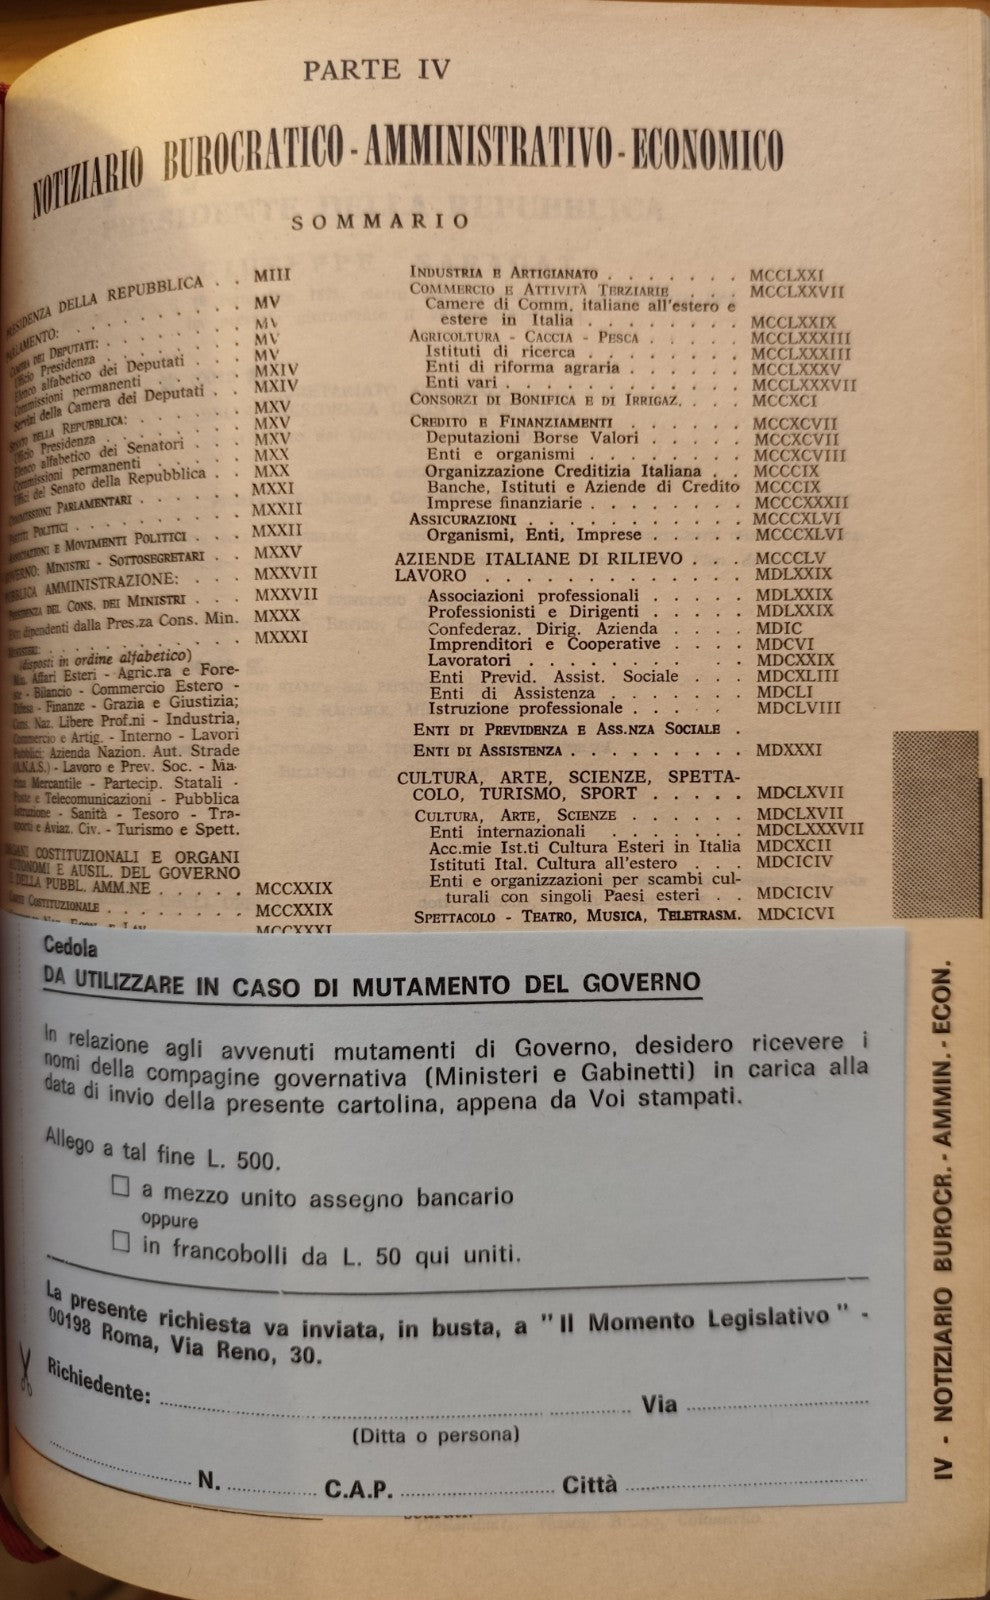 PARTE IV
NOTIZIARIO BUROCRATICO - AMMINISTRATIVO - ECONOMICO
SOMMARIO
PRESIDENZA DELLA REPUBBLICA . . MIII
PARLAMENTO: . . . . . . . MV
Camera dei Deputati: . . . . . . MV
Ufficio Presidenza . . . . . . MV
Elenco alfabetico dei Deputati . . MV
Commissioni permanenti . . . . . MXIV
Servizi della Camera dei Deputati . . MXIV
Senato della Repubblica: . . . . MXV
Ufficio Presidenza . . . . . . MXV
Elenco alfabetico dei Senatori . . . MXV
Commissioni permanenti . . . . . MXX
Uffici del Senato della Repubblica . . MXX
Commissioni Parlamentari . . . . . MXXI
Partiti Politici . . . . . . . . . MXXII
Associazioni e Movimenti Politici . . . MXXII
GOVERNO: Ministri - Sottosegretari . . MXXV
PUBBLICA AMMINISTRAZIONE: . . . MXXVII
Presidenza del Cons. dei Ministri . . . MXXVII
Enti dipendenti dalla Pres.za Cons. Min. MXXX
Ministeri: . . . . . . . . . MXXXI
(disposti in ordine alfabetico)
Min. Affari Esteri - Agric.ra e Fore-
ste - Bilancio - Commercio Estero -
Difesa - Finanze - Grazia e Giustizia;
Cons. Naz. Libere Prof.ni - Industria,
Commercio e Artig. - Interno - Lavori
Pubblici; Azienda Nazion. Aut. Strade
(A.N.A.S.) - Lavoro e Prev. Soc. - Ma-
rina Mercantile - Partecip. Statali -
Poste e Telecomunicazioni - Pubblica
Istruzione - Sanità - Tesoro - Tra-
sporti e Aviaz. Civ. - Turismo e Spett.
ORGANI COSTITUZIONALI E ORGANI
AUTONOMI E AUSIL. DEL GOVERNO
E DELLA PUBBL. AMM.NE . . . . . MCCXXIX
Corte Costituzionale . . . . . . . MCCXXIX
MCCXXXI
Industria e Artigianato . . . . . . . MCCLXXI
Commercio e Attività Terziarie . . . MCCLXXVII
Camere di Comm. italiane all'estero e
estere in Italia . . . . . . . . MCCLXXIX
Agricoltura - Caccia - Pesca . . . . . MCCLXXXIII
Istituti di ricerca . . . . . . . . MCCLXXXIII
Enti di riforma agraria . . . . . . MCCLXXXV
Enti vari . . . . . . . . . . . MCCLXXXVII
Consorzi di Bonifica e di Irrigaz. . . . MCCXCI
Credito e Finanziamenti . . . . . . MCCXCVII
Deputazioni Borse Valori . . . . . MCCXCVII
Enti e organismi . . . . . . . . MCCXCVIII
Organizzazione Creditizia Italiana . . MCCCIX
Banche, Istituti e Aziende di Credito MCCCIX
Imprese finanziarie . . . . . . . . MCCCXXXII
Assicurazioni . . . . . . . . . . . MCCCXLVI
Organismi, Enti, Imprese . . . . . MCCCXLVI
AZIENDE ITALIANE DI RILIEVO . . . MCCCLV
LAVORO . . . . . . . . . . . . . MDLXXIX
Associazioni professionali . . . . . MDLXXIX
Professionisti e Dirigenti . . . . . MDLXXIX
Confederaz. Dirig. Azienda . . . . MDIC
Imprenditori e Cooperative . . . . MDCVI
Lavoratori . . . . . . . . . . MDCXXIX
Enti Previd. Assist. Sociale . . . MDCXLIII
Enti di Assistenza . . . . . . . MDCLI
Istruzione professionale . . . . . . MDCLVIII
Enti di Previdenza e Ass.nza Sociale .
Enti di Assistenza . . . . . . . . . MDXXXI
CULTURA, ARTE, SCIENZE, SPETTA-
COLO, TURISMO, SPORT . . . . . MDCLXVII
Cultura, Arte, Scienze . . . . . . MDCLXVII
Enti internazionali . . . . . . . MDCLXXXVII
Acc.mie Ist.ti Cultura Esteri in Italia MDCXCII
Istituti Ital. Cultura all'estero . . . MDCICIV
Enti e organizzazioni per scambi cul-
turali con singoli Paesi esteri . . MDCICIV
Spettacolo - Teatro, Musica, Teletrasm. MDCICVI
Cedola
DA UTILIZZARE IN CASO DI MUTAMENTO DEL GOVERNO
In relazione agli avvenuti mutamenti di Governo, desidero ricevere i
nomi della compagine governativa (Ministeri e Gabinetti) in carica alla
data di invio della presente cartolina, appena da Voi stampati.
Allego a tal fine L. 500.
□ a mezzo unito assegno bancario
oppure
□ in francobolli da L. 50 qui uniti.
La presente richiesta va inviata, in busta, a "Il Momento Legislativo" -
00198 Roma, Via Reno, 30.
Richiedente: .................... Via ....................
(Ditta o persona)
.................... N. ............ C.A.P. .................... Città ....................
IV - NOTIZIARIO BUROCR. - AMMIN. - ECON.